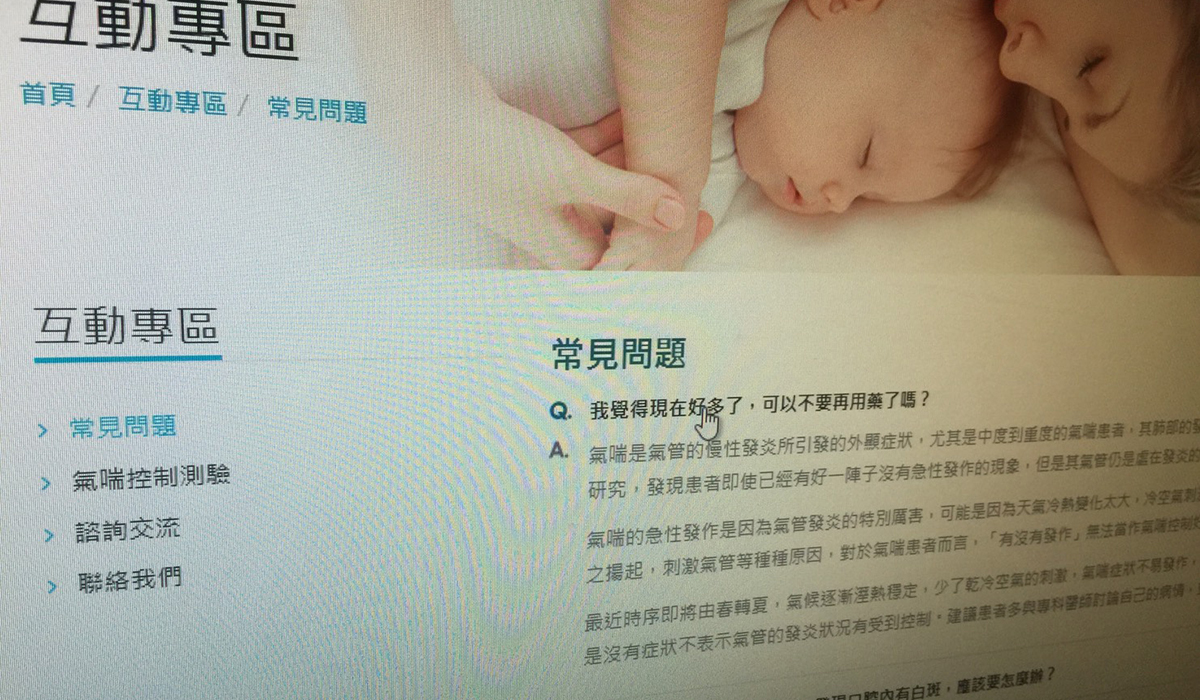 互動專區
首頁 / 互動專區 / 常見問題
互動專區
常見問題
氣喘控制測驗
諮詢交流
聯絡我們
常見問題
Q. 我覺得現在好多了，可以不要再用藥了嗎？
A. 氣喘是氣管的慢性發炎所引發的外顯症狀，尤其是中度到重度的氣喘患者，其肺部的發
研究，發現患者即使已經有好一陣子沒有急性發作的現象，但是其氣管仍是處在發炎的
氣喘的急性發作是因為氣管發炎的特別厲害，可能是因為天氣冷熱變化太大，冷空氣刺
之揚起，刺激氣管等種種原因，對於氣喘患者而言，「有沒有發作」無法當作氣喘控制
最近時序即將由春轉夏，氣候逐漸溼熱穩定，少了乾冷空氣的刺激，氣喘症狀不易發作，
是沒有症狀不表示氣管的發炎狀況有受到控制。建議患者多與專科醫師討論自己的病情，
口腔內有白斑，應該要怎麼辦？